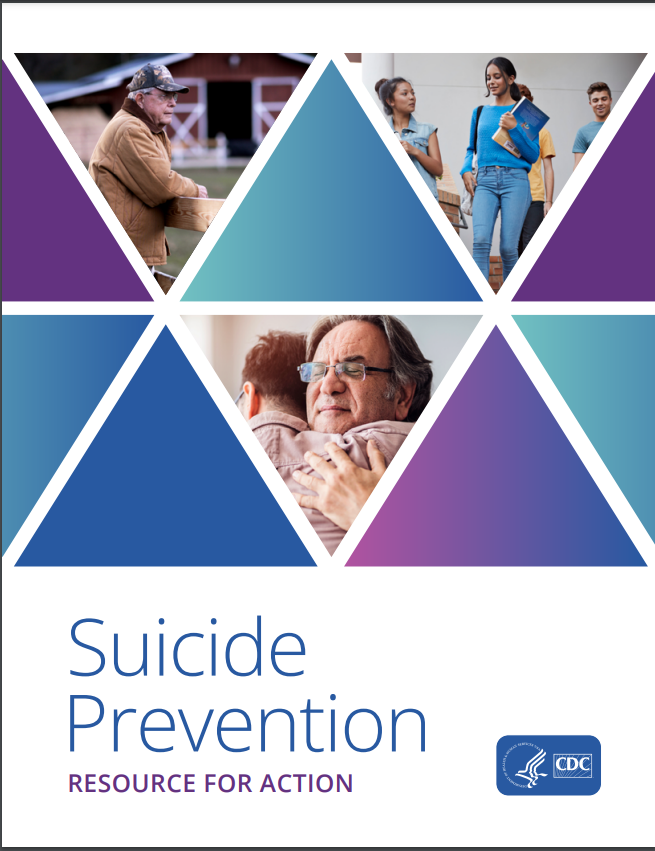 Suicide
Prevention
RESOURCE FOR ACTION
CDC